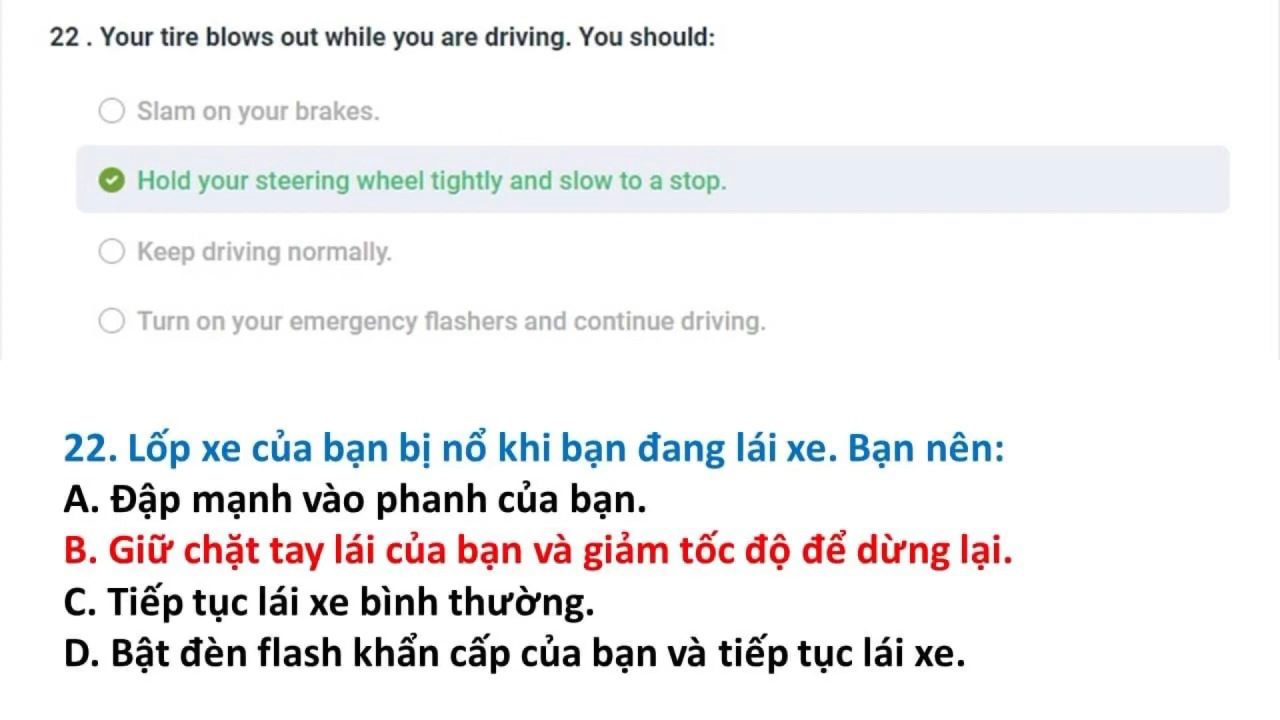 22 . Your tire blows out while you are driving. You should:
Slam on your brakes.
Hold your steering wheel tightly and slow to a stop.
Keep driving normally.
Turn on your emergency flashers and continue driving.
22. Lốp xe của bạn bị nổ khi bạn đang lái xe. Bạn nên:
A. Đập mạnh vào phanh của bạn.
B. Giữ chặt tay lái của bạn và giảm tốc độ để dừng lại.
C. Tiếp tục lái xe bình thường.
D. Bật đèn flash khẩn cấp của bạn và tiếp tục lái xe.